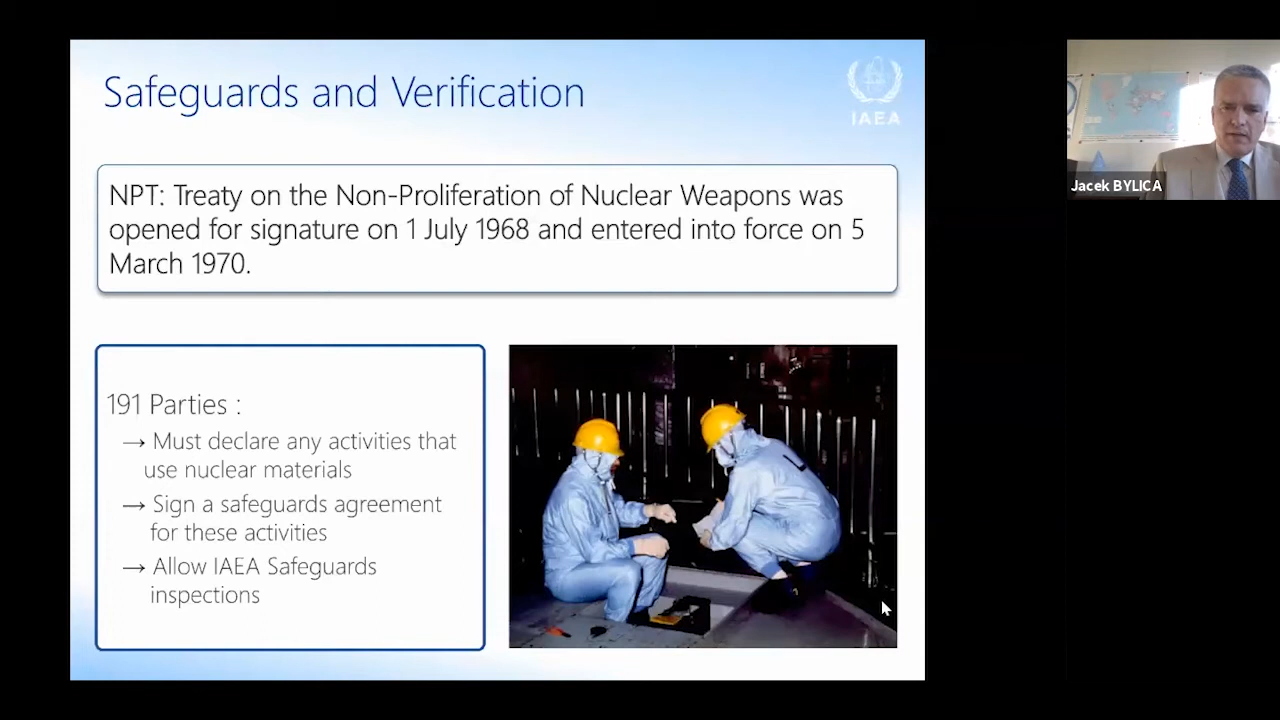 Safeguards and Verification
IAEA
NPT: Treaty on the Non-Proliferation of Nuclear Weapons was
opened for signature on 1 July 1968 and entered into force on 5
March 1970.
191 Parties :
→ Must declare any activities that
use nuclear materials
→ Sign a safeguards agreement
for these activities
→ Allow IAEA Safeguards
inspections
Jacek BYLICA